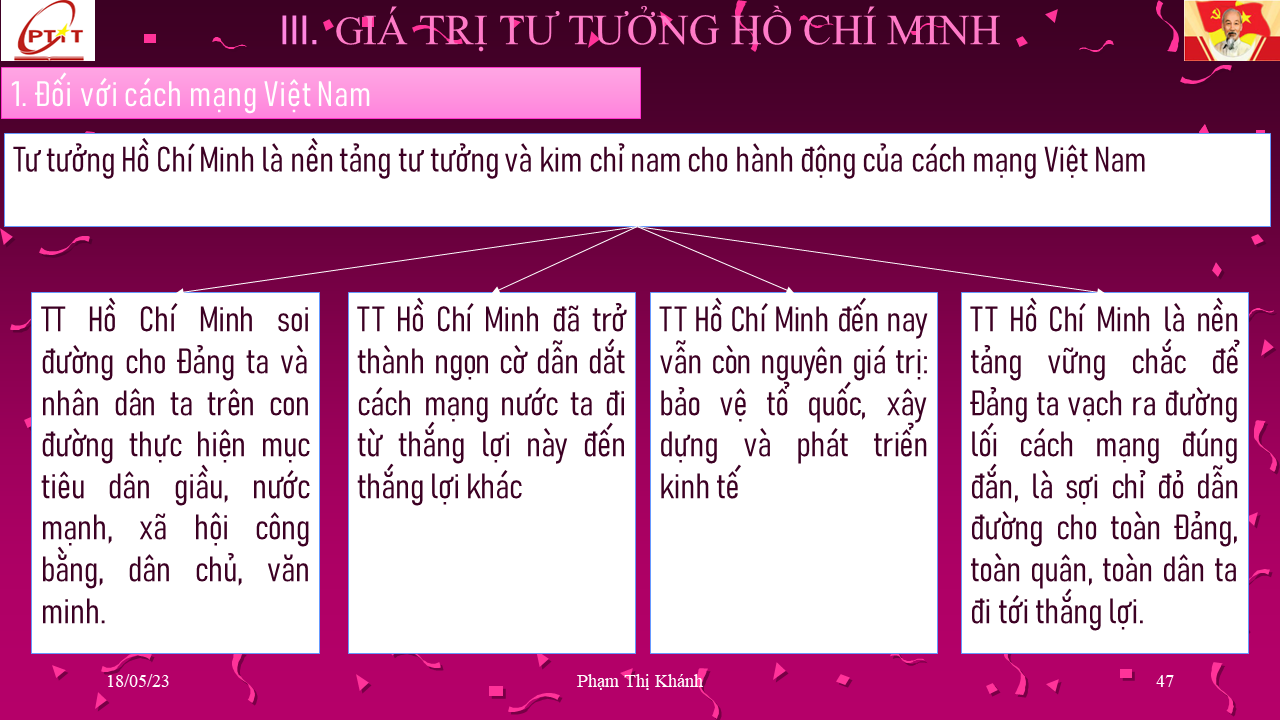 PTIT
III. GIÁ TRỊ TƯ TƯỞNG HỒ CHÍ MINH
1. Đối với cách mạng Việt Nam
Tư tưởng Hồ Chí Minh là nền tảng tư tưởng và kim chỉ nam cho hành động của cách mạng Việt Nam
TT Hồ Chí Minh soi
đường cho Đảng ta và
nhân dân ta trên con
đường thực hiện mục
tiêu dân giầu, nước
mạnh, xã hội công
bằng, dân chủ, văn
minh.
TT Hồ Chí Minh đã trở
thành ngọn cờ dẫn dắt
cách mạng nước ta đi
từ thắng lợi này đến
thắng lợi khác
TT Hồ Chí Minh đến nay
vẫn còn nguyên giá trị:
bảo vệ tổ quốc, xây
dựng và phát triển
kinh tế
TT Hồ Chí Minh là nền
tảng vững chắc để
Đảng ta vạch ra đường
lối cách mạng đúng
đắn, là sợi chỉ đỏ dẫn
đường cho toàn Đảng,
toàn quân, toàn dân ta
đi tới thắng lợi.
18/05/23
Phạm Thị Khánh
47